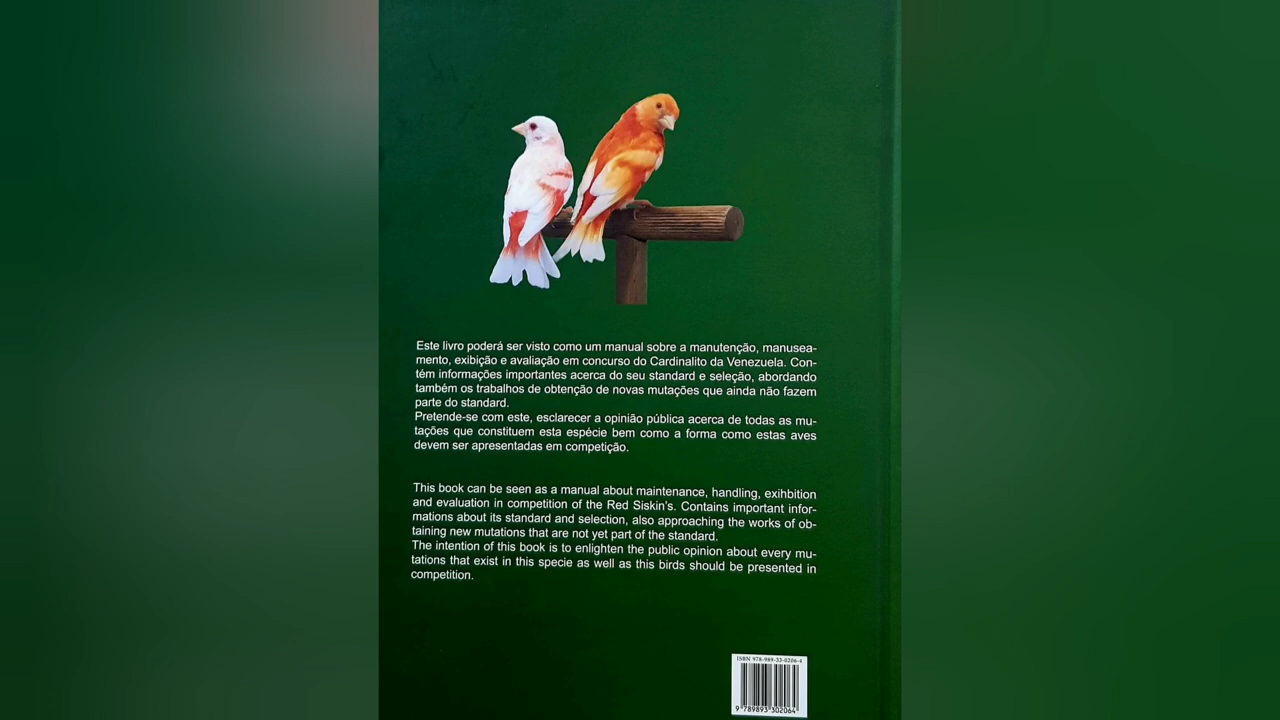 Este livro poderá ser visto como um manual sobre a manutenção, manusea-
mento, exibição e avaliação em concurso do Cardinalito da Venezuela. Con-
tém informações importantes acerca do seu standard e seleção, abordando
também os trabalhos de obtenção de novas mutações que ainda não fazem
parte do standard.
Pretende-se com este, esclarecer a opinião pública acerca de todas as mu-
tações que constituem esta espécie bem como a forma como estas aves
devem ser apresentadas em competição.
This book can be seen as a manual about maintenance, handling, exihbition
and evaluation in competition of the Red Siskin's. Contains important infor-
mations about its standard and selection, also approaching the works of ob-
taining new mutations that are not yet part of the standard.
The intention of this book is to enlighten the public opinion about every mu-
tations that exist in this specie as well as this birds should be presented in
competition.
ISBN 978-989-33-0206-4
9 789893 302064